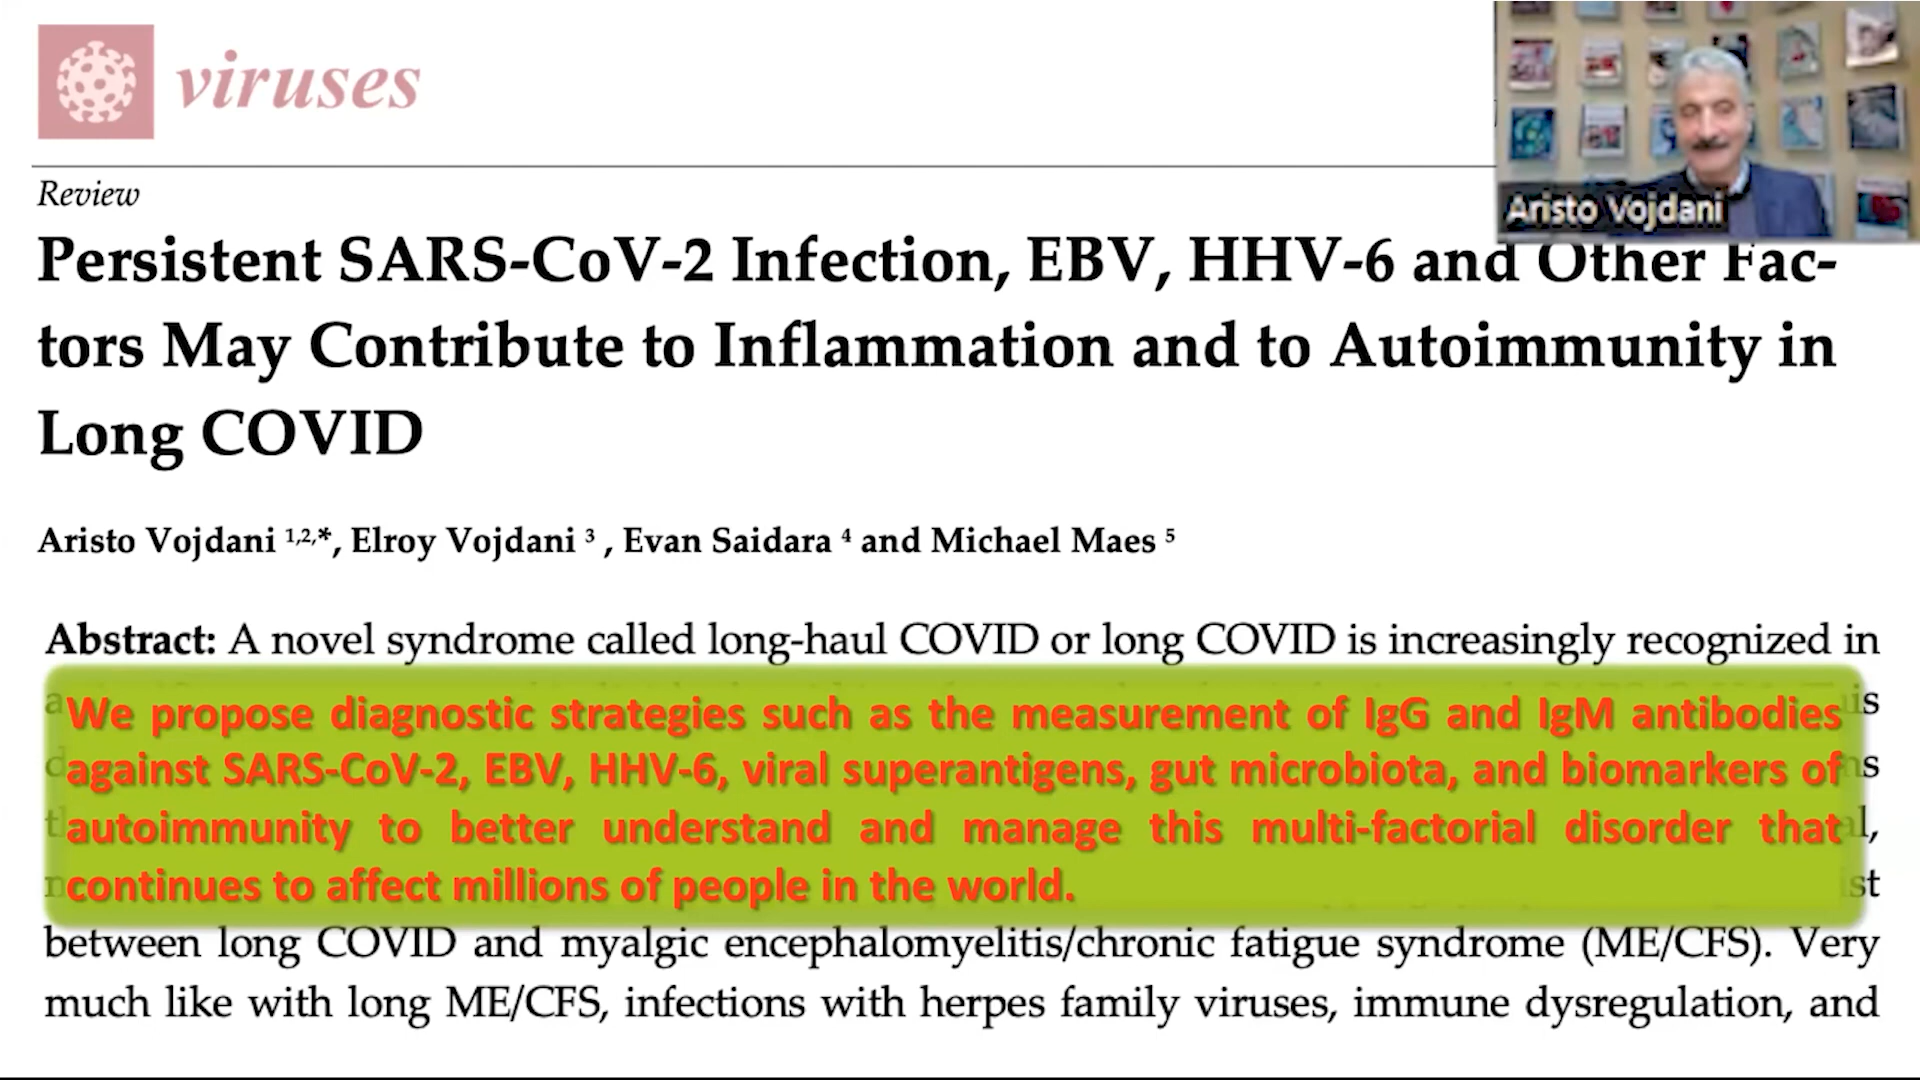 viruses
Aristo Vojdani
Review
Persistent SARS-CoV-2 Infection, EBV, HHV-6 and Other Fac-
tors May Contribute to Inflammation and to Autoimmunity in
Long COVID
Aristo Vojdani 1,2,*, Elroy Vojdani 3 , Evan Saidara 4 and Michael Maes 5
Abstract: A novel syndrome called long-haul COVID or long COVID is increasingly recognized in
We propose diagnostic strategies such as the measurement of IgG and IgM antibodies
against SARS-CoV-2, EBV, HHV-6, viral superantigens, gut microbiota, and biomarkers of
autoimmunity to better understand and manage this multi-factorial disorder that
continues to affect millions of people in the world.
between long COVID and myalgic encephalomyelitis/chronic fatigue syndrome (ME/CFS). Very
much like with long ME/CFS, infections with herpes family viruses, immune dysregulation, and